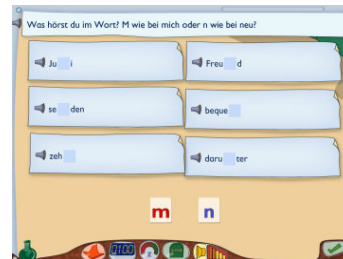 Was hörst du im Wort? M wie bei mich oder n wie bei neu?
Ju i
Freu d
se den
beque
zeh
daru ter
m n
0100